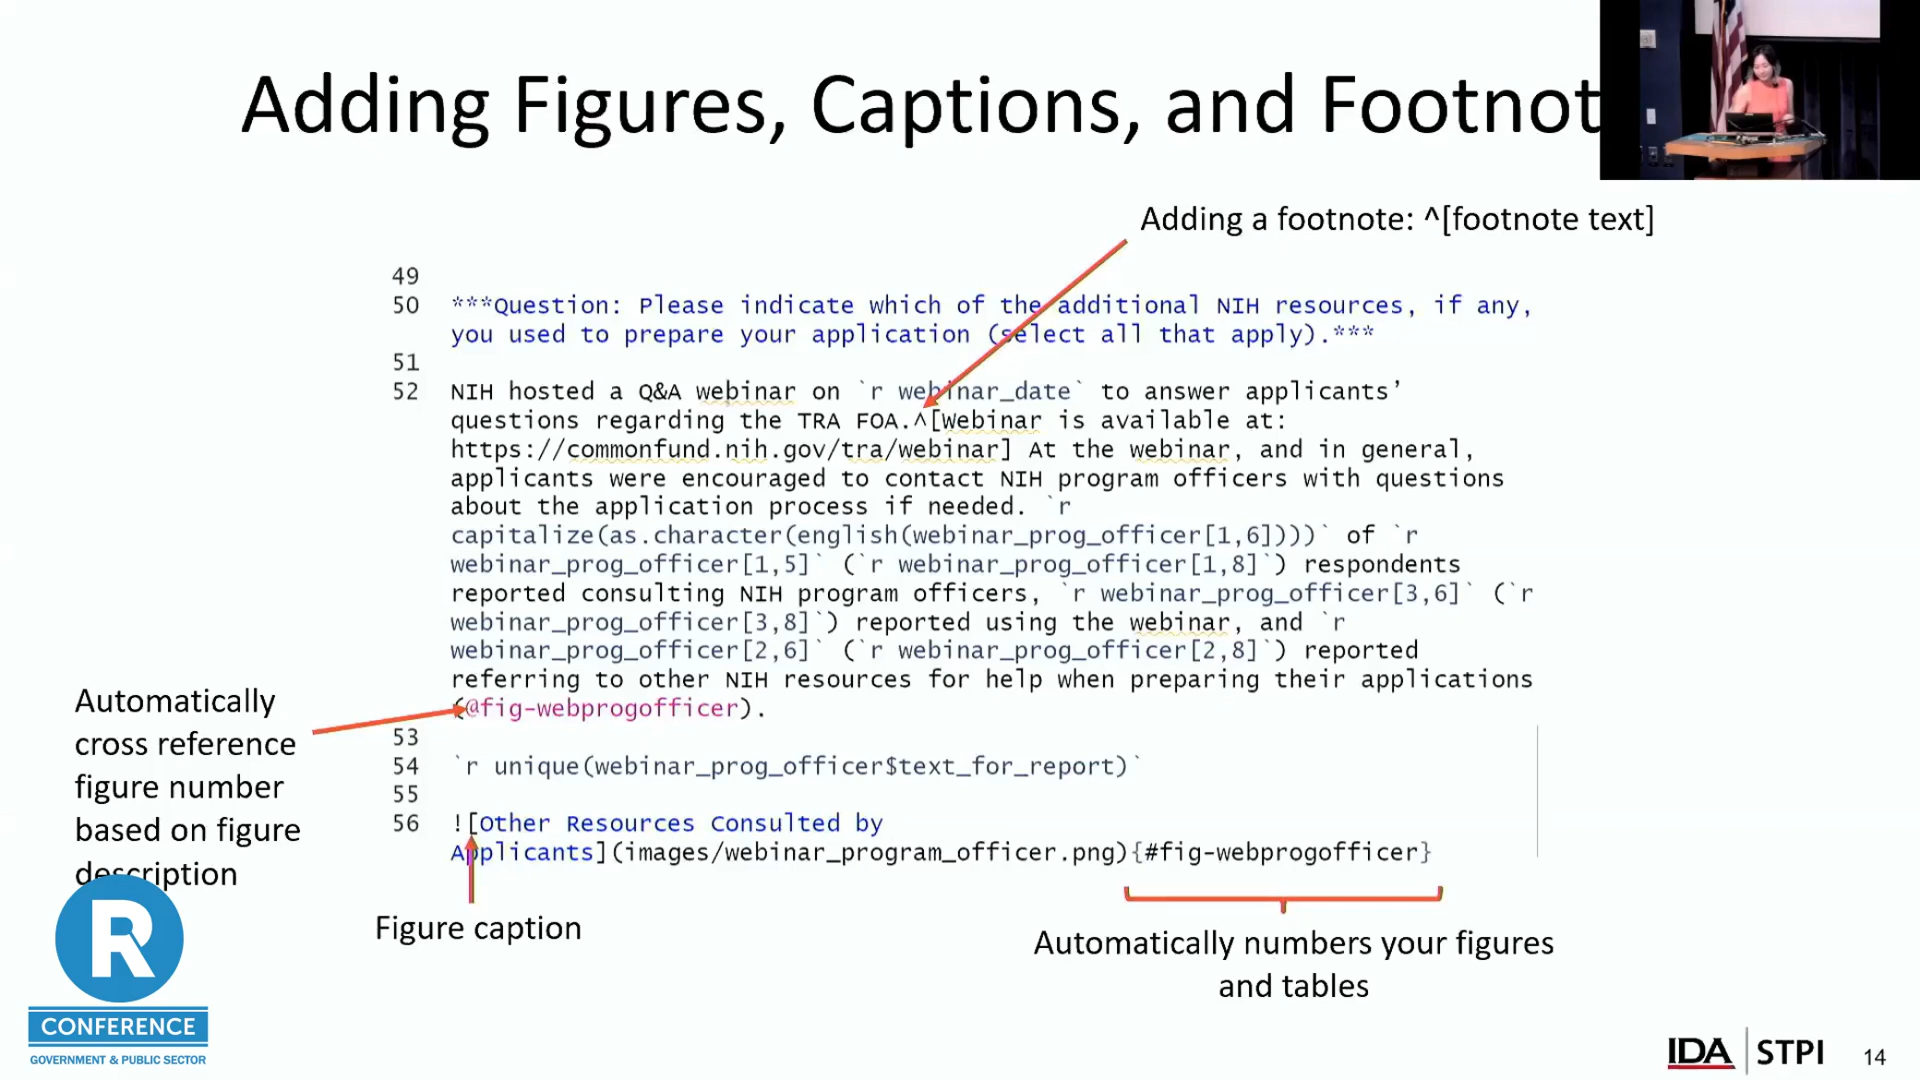 Adding Figures, Captions, and Footnot
Adding a footnote: ^[footnote text]
49
50 ***Question: Please indicate which of the additional NIH resources, if any,
you used to prepare your application (select all that apply).***
51
52 NIH hosted a Q&A webinar on `r webinar_date` to answer applicants’
questions regarding the TRA FOA.^[Webinar is available at:
https://commonfund.nih.gov/tra/webinar] At the webinar, and in general,
applicants were encouraged to contact NIH program officers with questions
about the application process if needed. `r
capitalize(as.character(english(webinar_prog_officer[1,6])))` of `r
webinar_prog_officer[1,5]` (`r webinar_prog_officer[1,8]`) respondents
reported consulting NIH program officers, `r webinar_prog_officer[3,6]` (`r
webinar_prog_officer[3,8]`) reported using the webinar, and `r
webinar_prog_officer[2,6]` (`r webinar_prog_officer[2,8]`) reported
referring to other NIH resources for help when preparing their applications
(@fig-webprogofficer).
53
54 `r unique(webinar_prog_officer$text_for_report)`
55
56 ![Other Resources Consulted by
Applicants](images/webinar_program_officer.png){#fig-webprogofficer}
Automatically
cross reference
figure number
based on figure
description
Figure caption
Automatically numbers your figures
and tables
R
CONFERENCE
GOVERNMENT & PUBLIC SECTOR
IDA | STPI 14